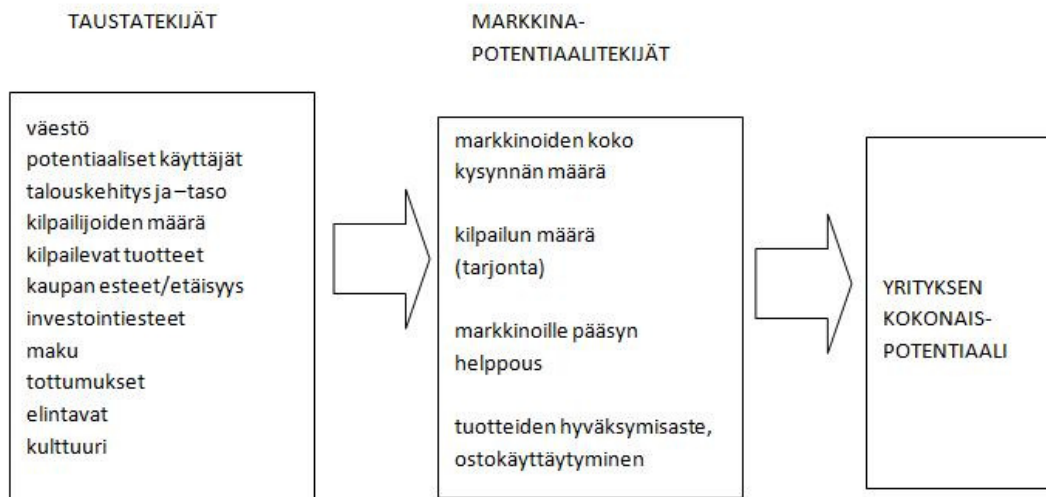 TAUSTATEKIJÄT
väestö
potentiaaliset käyttäjät
talouskehitys ja –taso
kilpailijoiden määrä
kilpailevat tuotteet
kaupan esteet/etäisyys
investointiesteet
maku
tottumukset
elintavat
kulttuuri
MARKKINA-
POTENTIAALITEKIJÄT
markkinoiden koko
kysynnän määrä
kilpailun määrä
(tarjonta)
markkinoille pääsyn
helppous
tuotteiden hyväksymisaste,
ostokäyttäytyminen
YRITYKSEN
KOKONAIS-
POTENTIAALI